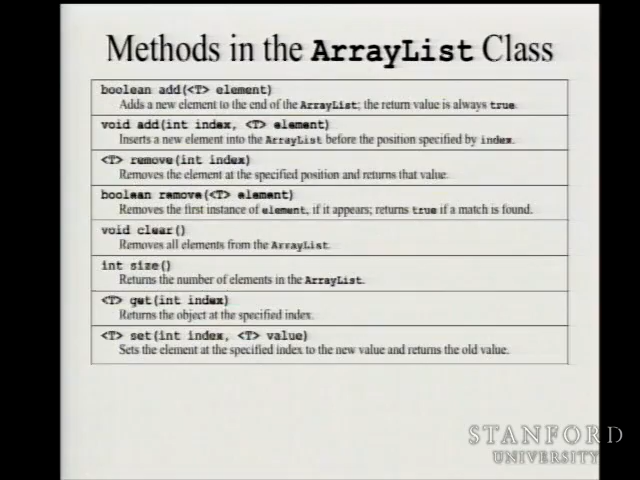 Methods in the ArrayList Class
boolean add(<T> element)
Adds a new element to the end of the ArrayList; the return value is always true.
void add(int index, <T> element)
Inserts a new element into the ArrayList before the position specified by index.
<T> remove(int index)
Removes the element at the specified position and returns that value.
boolean remove(<T> element)
Removes the first instance of element, if it appears; returns true if a match is found.
void clear()
Removes all elements from the ArrayList.
int size()
Returns the number of elements in the ArrayList.
<T> get(int index)
Returns the object at the specified index.
<T> set(int index, <T> value)
Sets the element at the specified index to the new value and returns the old value.
STANFORD
UNIVERSITY